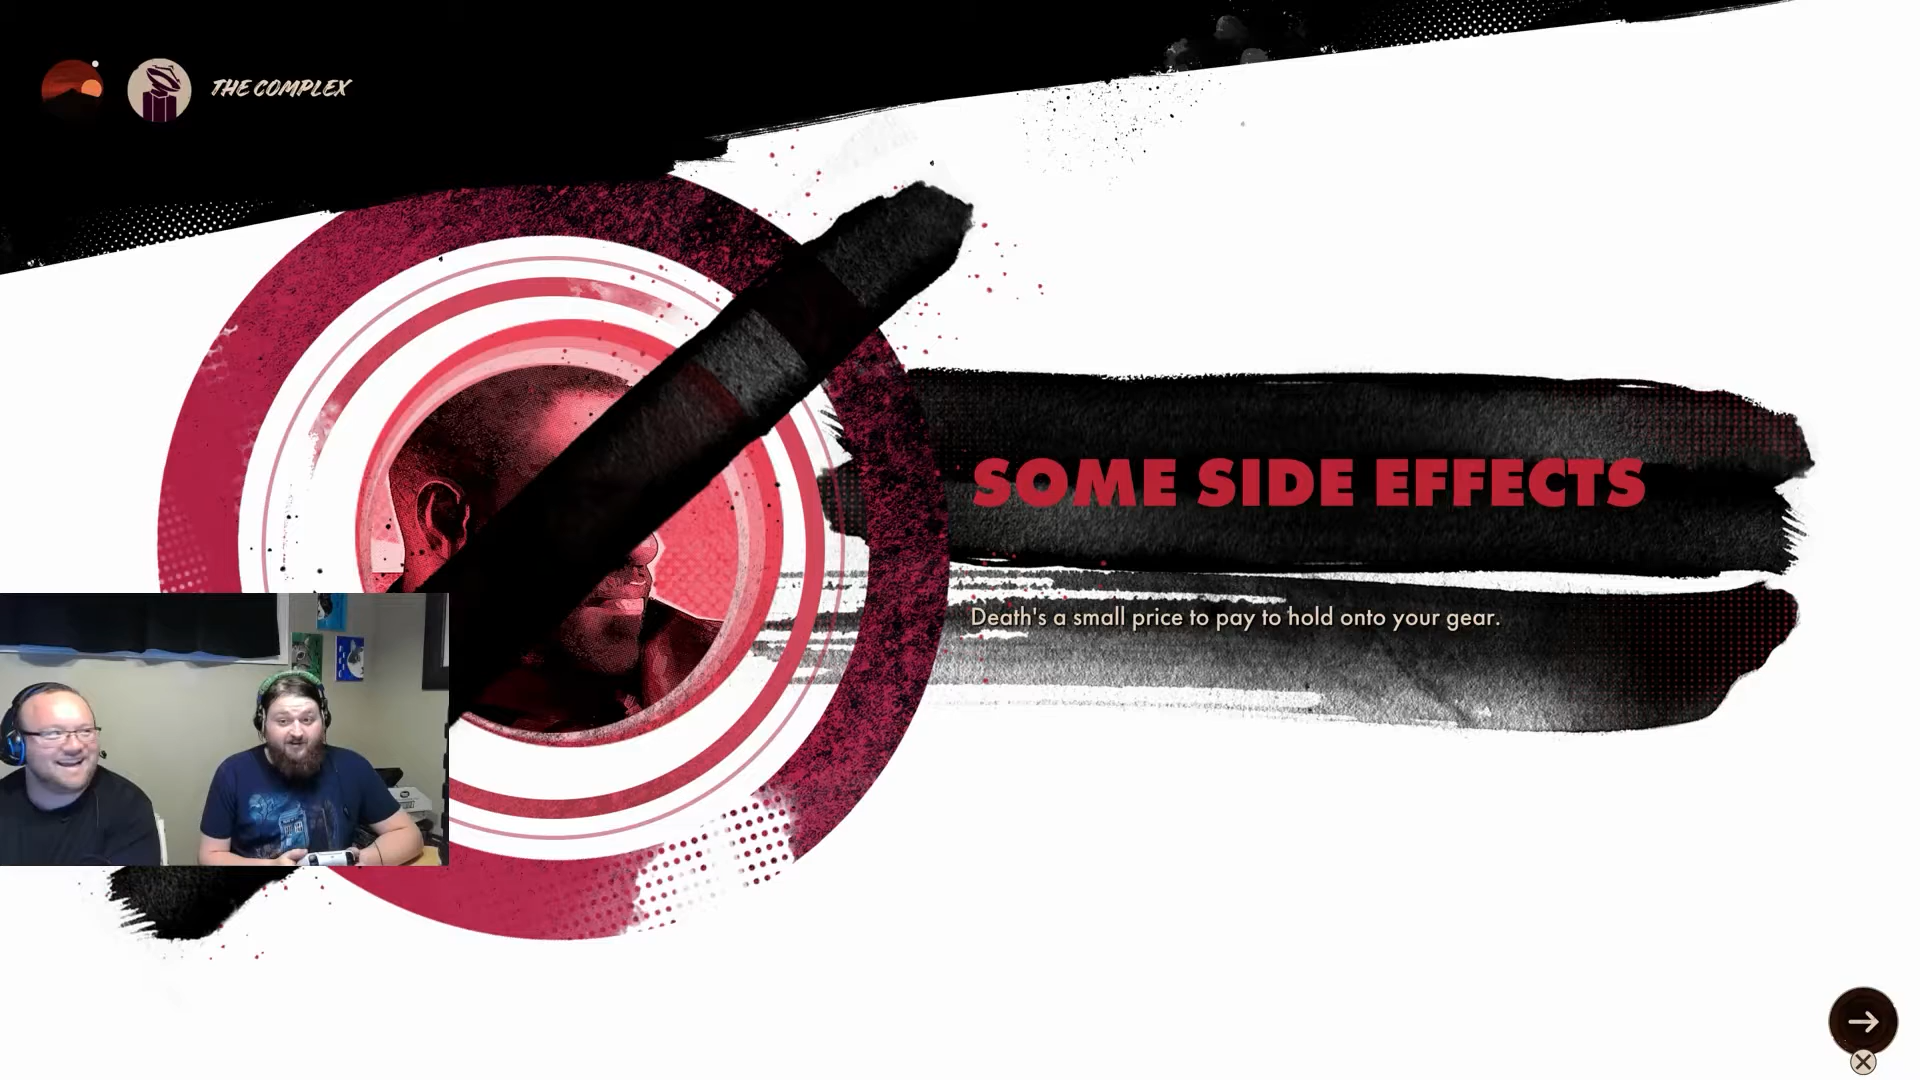 THE COMPLEX
SOME SIDE EFFECTS
Death's a small price to pay to hold onto your gear.